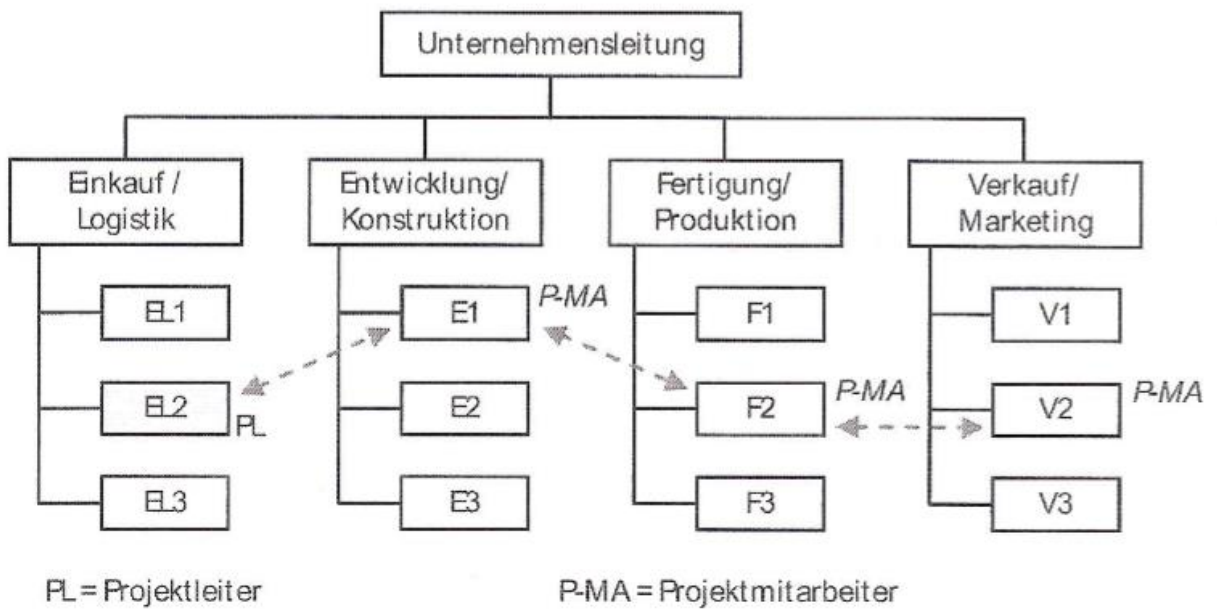 Unternehmensleitung
Einkauf /
Logistik
Entwicklung/
Konstruktion
Fertigung/
Produktion
Verkauf/
Marketing
EL1
E1
P-MA
F1
V1
EL2
PL
E2
F2
P-MA
V2
P-MA
EL3
E3
F3
V3
PL = Projektleiter
P-MA = Projektmitarbeiter